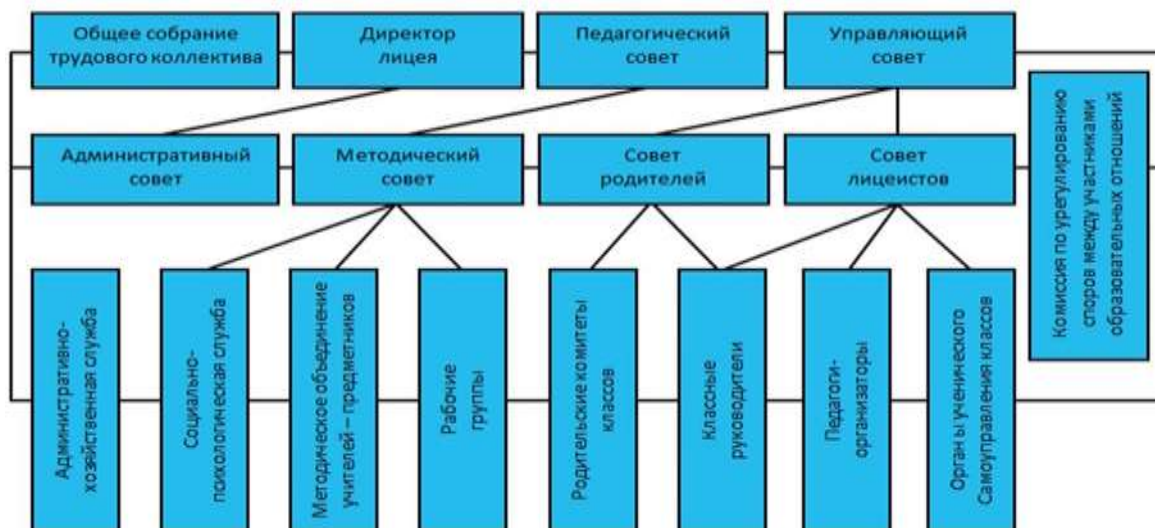 Общее собрание
трудового коллектива
Директор
лицея
Педагогический
совет
Управляющий
совет
Административный
совет
Методический
совет
Совет
родителей
Совет
лицеистов
Комиссия по урегулированию
споров между участниками
образовательных отношений
Административно-
хозяйственная служба
Социально-
психологическая служба
Методическое объединение
учителей – предметников
Рабочие
группы
Родительские комитеты
классов
Классные
руководители
Педагоги-
организаторы
Орган ы ученического
Самоуправления классов